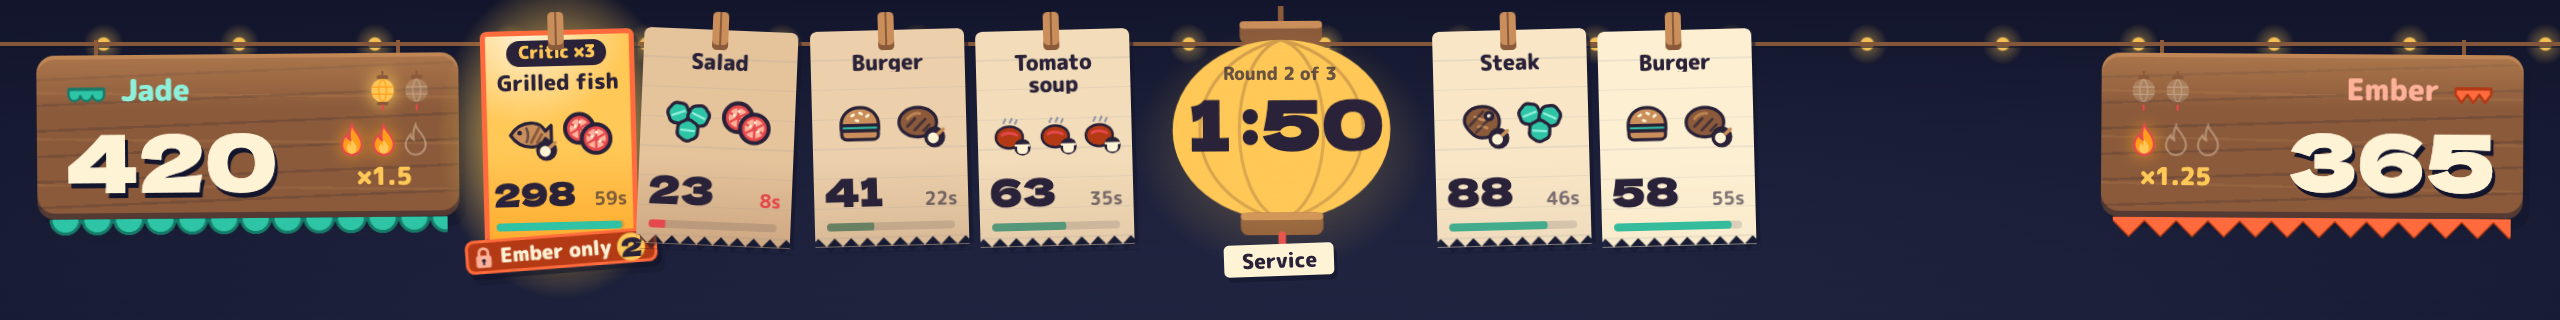 Jade
420
×1.5
Critic ×3
Grilled fish
298 59s
Ember only 2
Salad
23 8s
Burger
41 22s
Tomato
soup
63 35s
Round 2 of 3
1:50
Service
Steak
88 46s
Burger
58 55s
Ember
×1.25
365